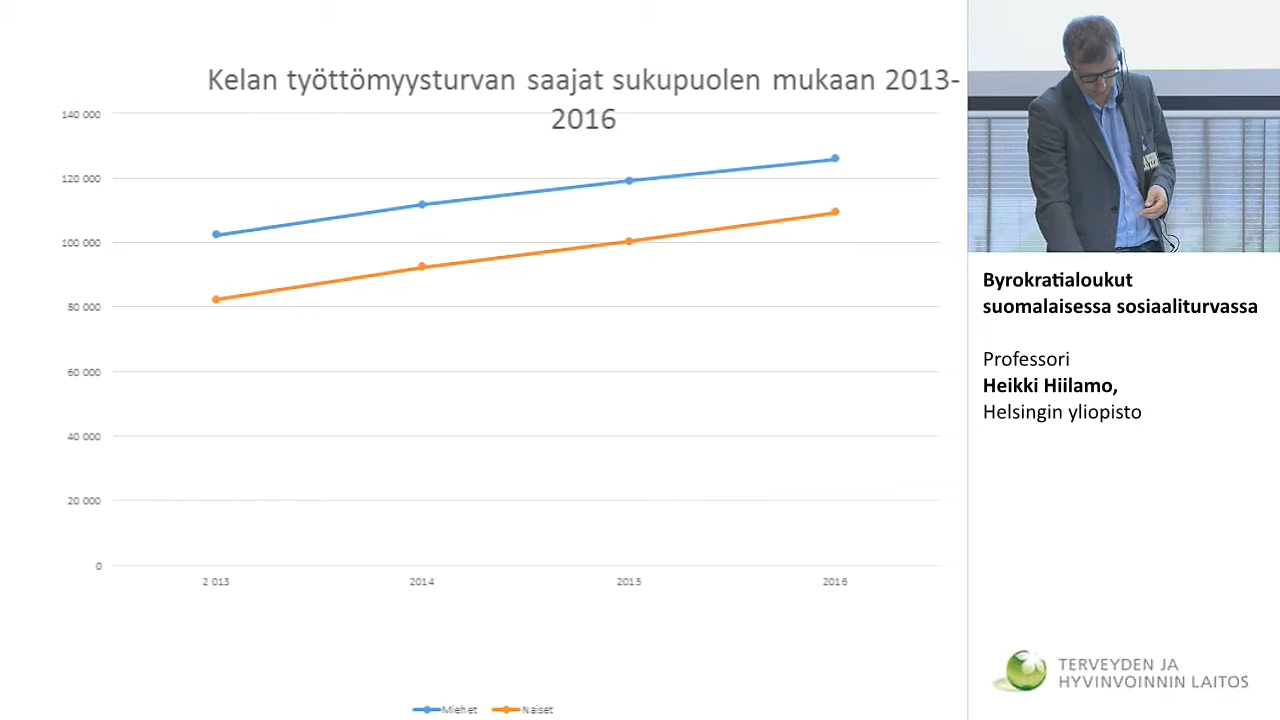 Kelan työttömyysturvan saajat sukupuolen mukaan 2013-
2016
140 000
120 000
100 000
80 000
60 000
40 000
20 000
0
2 013
2014
2015
2016
Miehet
Naiset
Byrokratialoukut
suomalaisessa sosiaaliturvassa
Professori
Heikki Hiilamo,
Helsingin yliopisto
TERVEYDEN JA
HYVINVOINNIN LAITOS